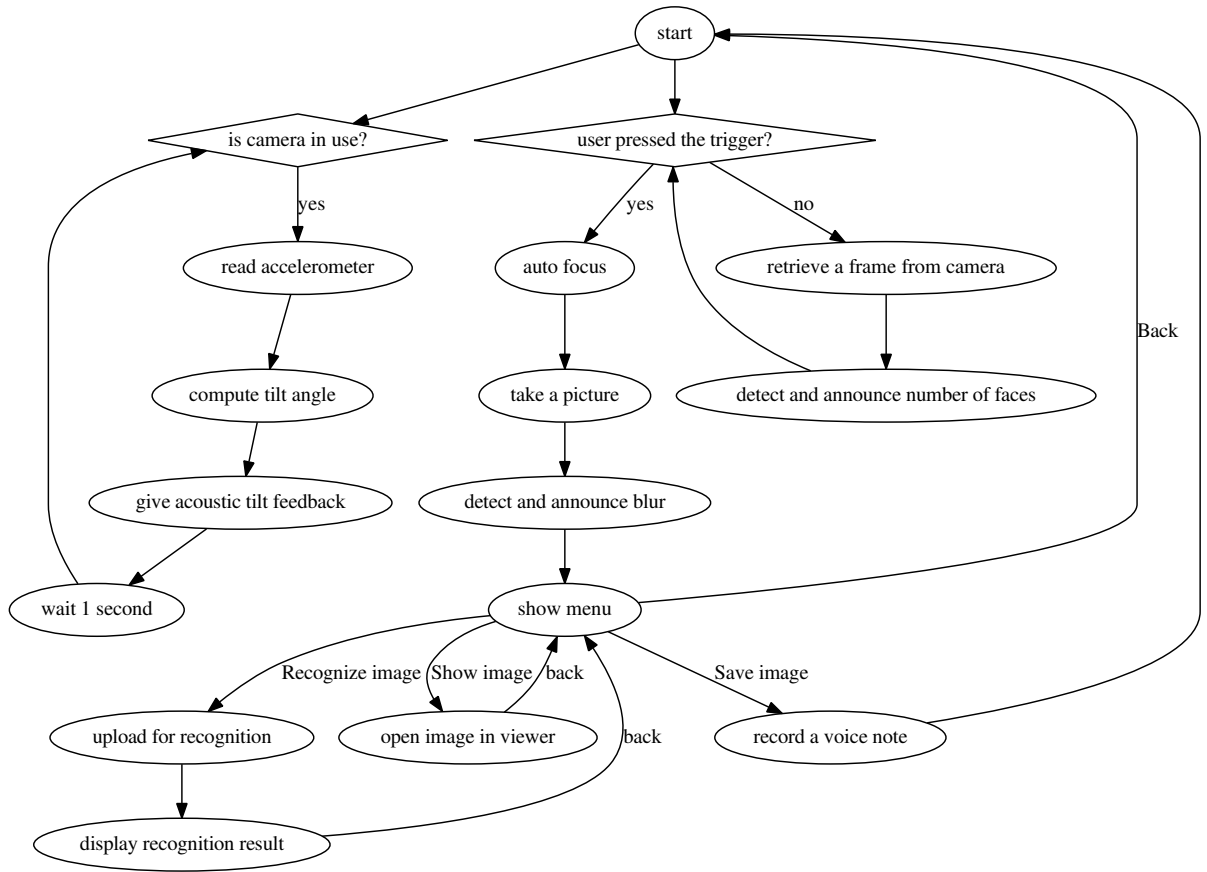 start
is camera in use?
user pressed the trigger?
yes
yes
no
read accelerometer
auto focus
retrieve a frame from camera
Back
compute tilt angle
take a picture
detect and announce number of faces
give acoustic tilt feedback
detect and announce blur
wait 1 second
show menu
Recognize image
Show image
back
Save image
upload for recognition
open image in viewer
back
record a voice note
display recognition result